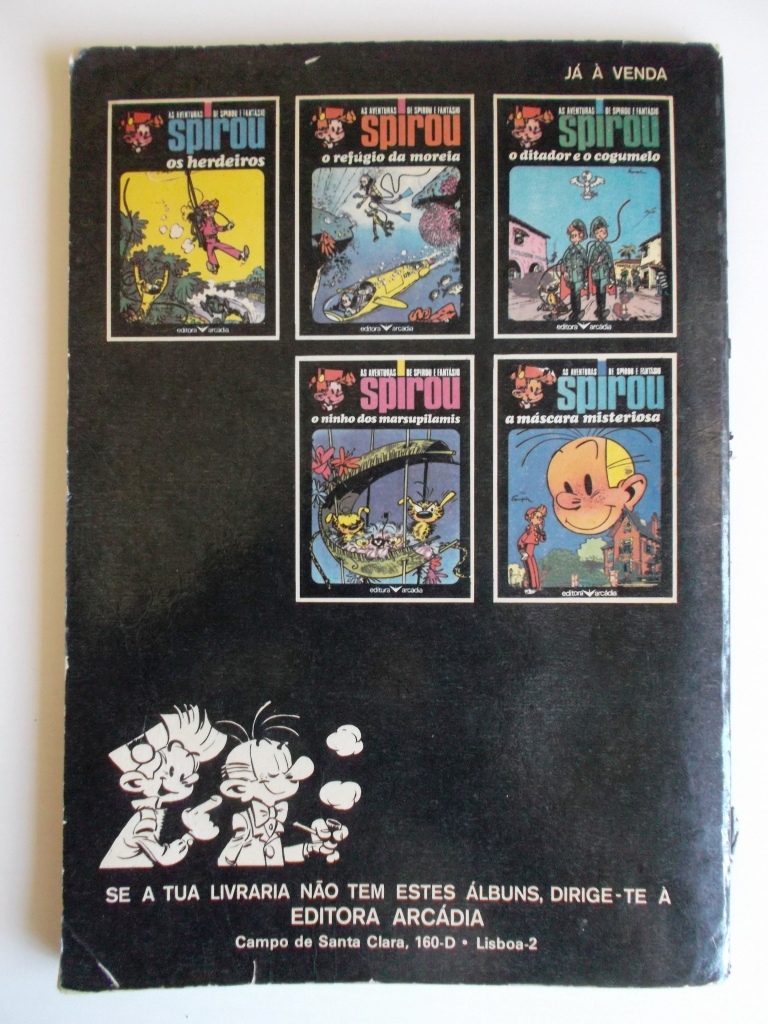 JÁ À VENDA
AS AVENTURAS DE SPIROU E FANTÁSIO
spirou
os herdeiros
editora arcádia
AS AVENTURAS DE SPIROU E FANTÁSIO
spirou
o refúgio da moreia
editora arcádia
AS AVENTURAS DE SPIROU E FANTÁSIO
spirou
o ditador e o cogumelo
editora arcádia
AS AVENTURAS DE SPIROU E FANTÁSIO
spirou
o ninho dos marsupilamis
editora arcádia
AS AVENTURAS DE SPIROU E FANTÁSIO
spirou
a máscara misteriosa
editora arcádia
SE A TUA LIVRARIA NÃO TEM ESTES ÁLBUNS, DIRIGE-TE À
EDITORA ARCÁDIA
Campo de Santa Clara, 160-D • Lisboa-2